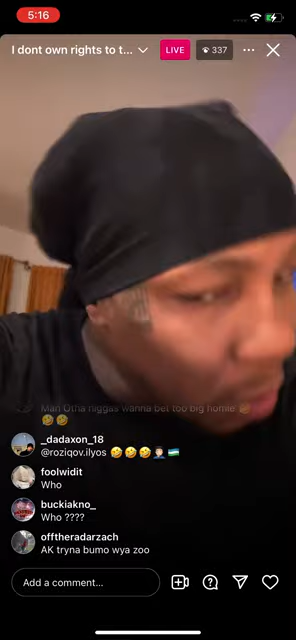 5:16
I dont own rights to t...
LIVE
337
Man Otha niggas wanna bet too big homie 🤣
🤣🤣
_dadaxon_18
@roziqov.ilyos 🤣🤣🤣💆🏻‍♂️🇺🇿
foolwidit
Who
buckiakno_
Who ????
offtheradarzach
AK tryna bumo wya zoo
Add a comment...